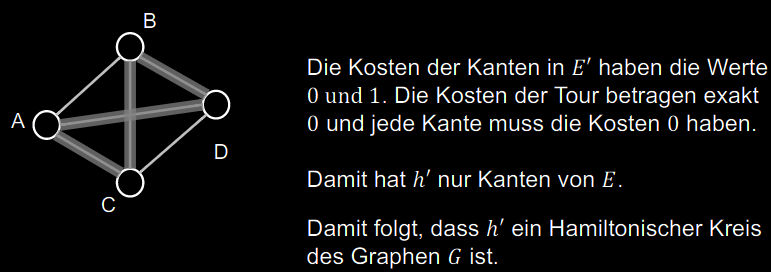 B
A
D
C
Die Kosten der Kanten in E′ haben die Werte
0 und 1. Die Kosten der Tour betragen exakt
0 und jede Kante muss die Kosten 0 haben.
Damit hat h′ nur Kanten von E.
Damit folgt, dass h′ ein Hamiltonischer Kreis
des Graphen G ist.